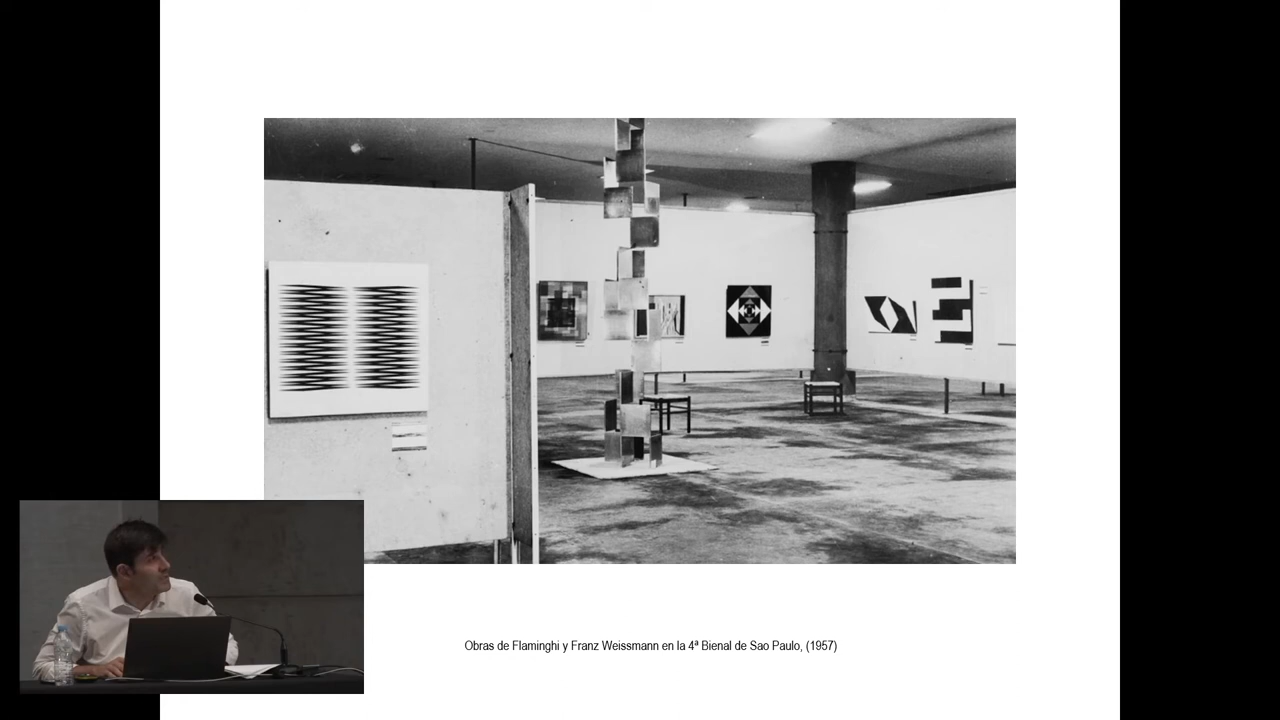 Obras de Flaminghi y Franz Weissmann en la 4ª Bienal de Sao Paulo, (1957)